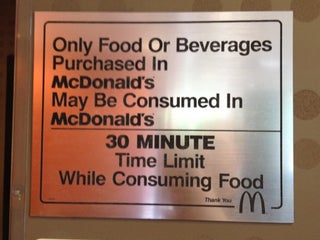 Only Food Or Beverages
Purchased In
McDonald's
May Be Consumed In
McDonald's
30 MINUTE
Time Limit
While Consuming Food
Thank You